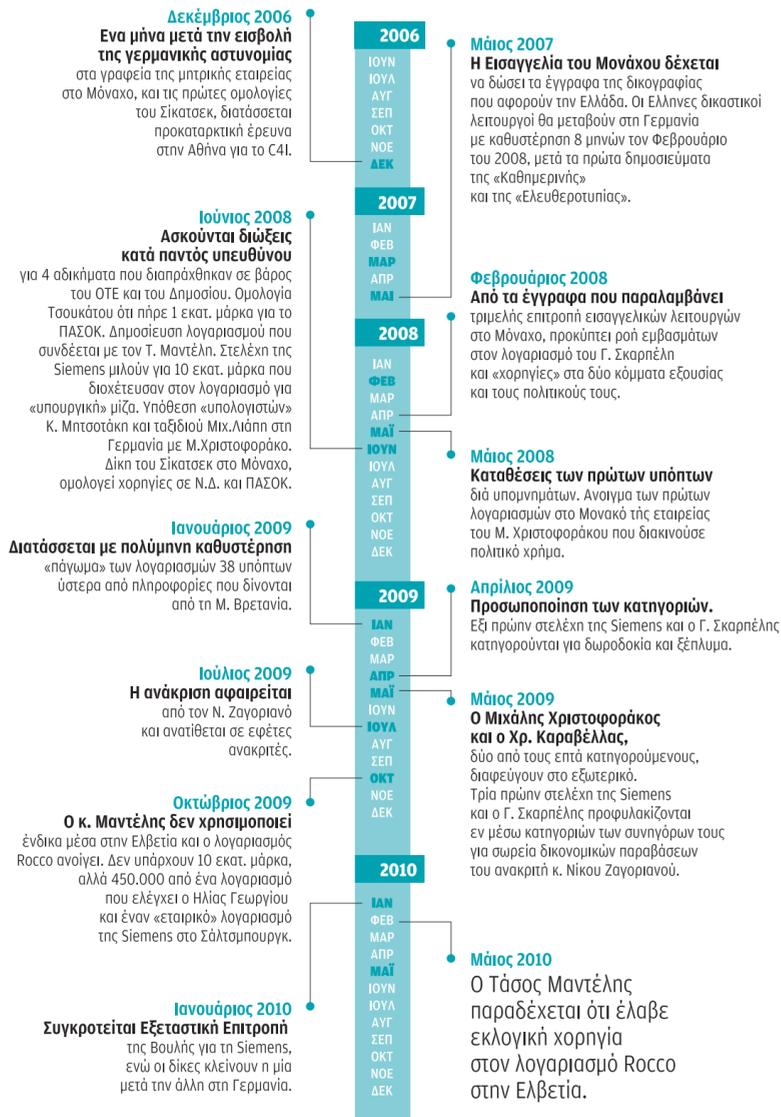 Δεκέμβριος 2006
Ενα μήνα μετά την εισβολή
της γερμανικής αστυνομίας
στα γραφεία της μητρικής εταιρείας
στο Μόναχο, και τις πρώτες ομολογίες
του Σίκατσεκ, διατάσσεται
προκαταρκτική έρευνα
στην Αθήνα για το C4I.
2006
ΙΟΥΝ
ΙΟΥΛ
ΑΥΓ
ΣΕΠ
ΟΚΤ
ΝΟΕ
ΔΕΚ
Μάιος 2007
Η Εισαγγελία του Μονάχου δέχεται
να δώσει τα έγγραφα της δικογραφίας
που αφορούν την Ελλάδα. Οι Ελληνες δικαστικοί
λειτουργοί θα μεταβούν στη Γερμανία
με καθυστέρηση 8 μηνών τον Φεβρουάριο
του 2008, μετά τα πρώτα δημοσιεύματα
της «Καθημερινής»
και της «Ελευθεροτυπίας».
2007
ΙΑΝ
ΦΕΒ
ΜΑΡ
ΑΠΡ
ΜΑΙ
Ιούνιος 2008
Ασκούνται διώξεις
κατά παντός υπευθύνου
για 4 αδικήματα που διαπράχθηκαν σε βάρος
του ΟΤΕ και του Δημοσίου. Ομολογία
Τσουκάτου ότι πήρε 1 εκατ. μάρκα για το
ΠΑΣΟΚ. Δημοσίευση λογαριασμού που
συνδέεται με τον Τ. Μαντέλη. Στελέχη της
Siemens μιλούν για 10 εκατ. μάρκα που
διοχέτευσαν στον λογαριασμό για
«υπουργική» μίζα. Υπόθεση «υπολογιστών»
Κ. Μητσοτάκη και ταξιδιού Μιχ.Λιάπη στη
Γερμανία με Μ.Χριστοφοράκο.
Δίκη του Σίκατσεκ στο Μόναχο,
ομολογεί χορηγίες σε Ν.Δ. και ΠΑΣΟΚ.
Φεβρουάριος 2008
Από τα έγγραφα που παραλαμβάνει
τριμελής επιτροπή εισαγγελικών λειτουργών
στο Μόναχο, προκύπτει ροή εμβασμάτων
στον λογαριασμό του Γ. Σκαρπέλη
και «χορηγίες» στα δύο κόμματα εξουσίας
και τους πολιτικούς τους.
2008
ΙΑΝ
ΦΕΒ
ΜΑΡ
ΑΠΡ
ΜΑΪ
ΙΟΥΝ
ΙΟΥΛ
ΑΥΓ
ΣΕΠ
ΟΚΤ
ΝΟΕ
ΔΕΚ
Μάιος 2008
Καταθέσεις των πρώτων υπόπτων
διά υπομνημάτων. Ανοιγμα των πρώτων
λογαριασμών στο Μονακό τής εταιρείας
του Μ. Χριστοφοράκου που διακινούσε
πολιτικό χρήμα.
Ιανουάριος 2009
Διατάσσεται με πολύμηνη καθυστέρηση
«πάγωμα» των λογαριασμών 38 υπόπτων
ύστερα από πληροφορίες που δίνονται
από τη Μ. Βρετανία.
2009
ΙΑΝ
ΦΕΒ
ΜΑΡ
ΑΠΡ
ΜΑΪ
ΙΟΥΝ
ΙΟΥΛ
ΑΥΓ
ΣΕΠ
ΟΚΤ
ΝΟΕ
ΔΕΚ
Απρίλιος 2009
Προσωποποίηση των κατηγοριών.
Εξι πρώην στελέχη της Siemens και ο Γ. Σκαρπέλης
κατηγορούνται για δωροδοκία και ξέπλυμα.
Ιούλιος 2009
Η ανάκριση αφαιρείται
από τον Ν. Ζαγοριανό
και ανατίθεται σε εφέτες
ανακριτές.
Μάιος 2009
Ο Μιχάλης Χριστοφοράκος
και ο Χρ. Καραβέλλας,
δύο από τους επτά κατηγορούμενους,
διαφεύγουν στο εξωτερικό.
Τρία πρώην στελέχη της Siemens
και ο Γ. Σκαρπέλης προφυλακίζονται
εν μέσω κατηγοριών των συνηγόρων τους
για σωρεία δικονομικών παραβάσεων
του ανακριτή κ. Νίκου Ζαγοριανού.
Οκτώβριος 2009
Ο κ. Μαντέλης δεν χρησιμοποιεί
ένδικα μέσα στην Ελβετία και ο λογαριασμός
Rocco ανοίγει. Δεν υπάρχουν 10 εκατ. μάρκα,
αλλά 450.000 από ένα λογαριασμό
που ελέγχει ο Ηλίας Γεωργίου
και έναν «εταιρικό» λογαριασμό
της Siemens στο Σάλτσμπουργκ.
2010
ΙΑΝ
ΦΕΒ
ΜΑΡ
ΑΠΡ
ΜΑΪ
ΙΟΥΝ
ΙΟΥΛ
ΑΥΓ
ΣΕΠ
ΟΚΤ
ΝΟΕ
ΔΕΚ
Ιανουάριος 2010
Συγκροτείται Εξεταστική Επιτροπή
της Βουλής για τη Siemens,
ενώ οι δίκες κλείνουν η μία
μετά την άλλη στη Γερμανία.
Μάιος 2010
Ο Τάσος Μαντέλης
παραδέχεται ότι έλαβε
εκλογική χορηγία
στον λογαριασμό Rocco
στην Ελβετία.